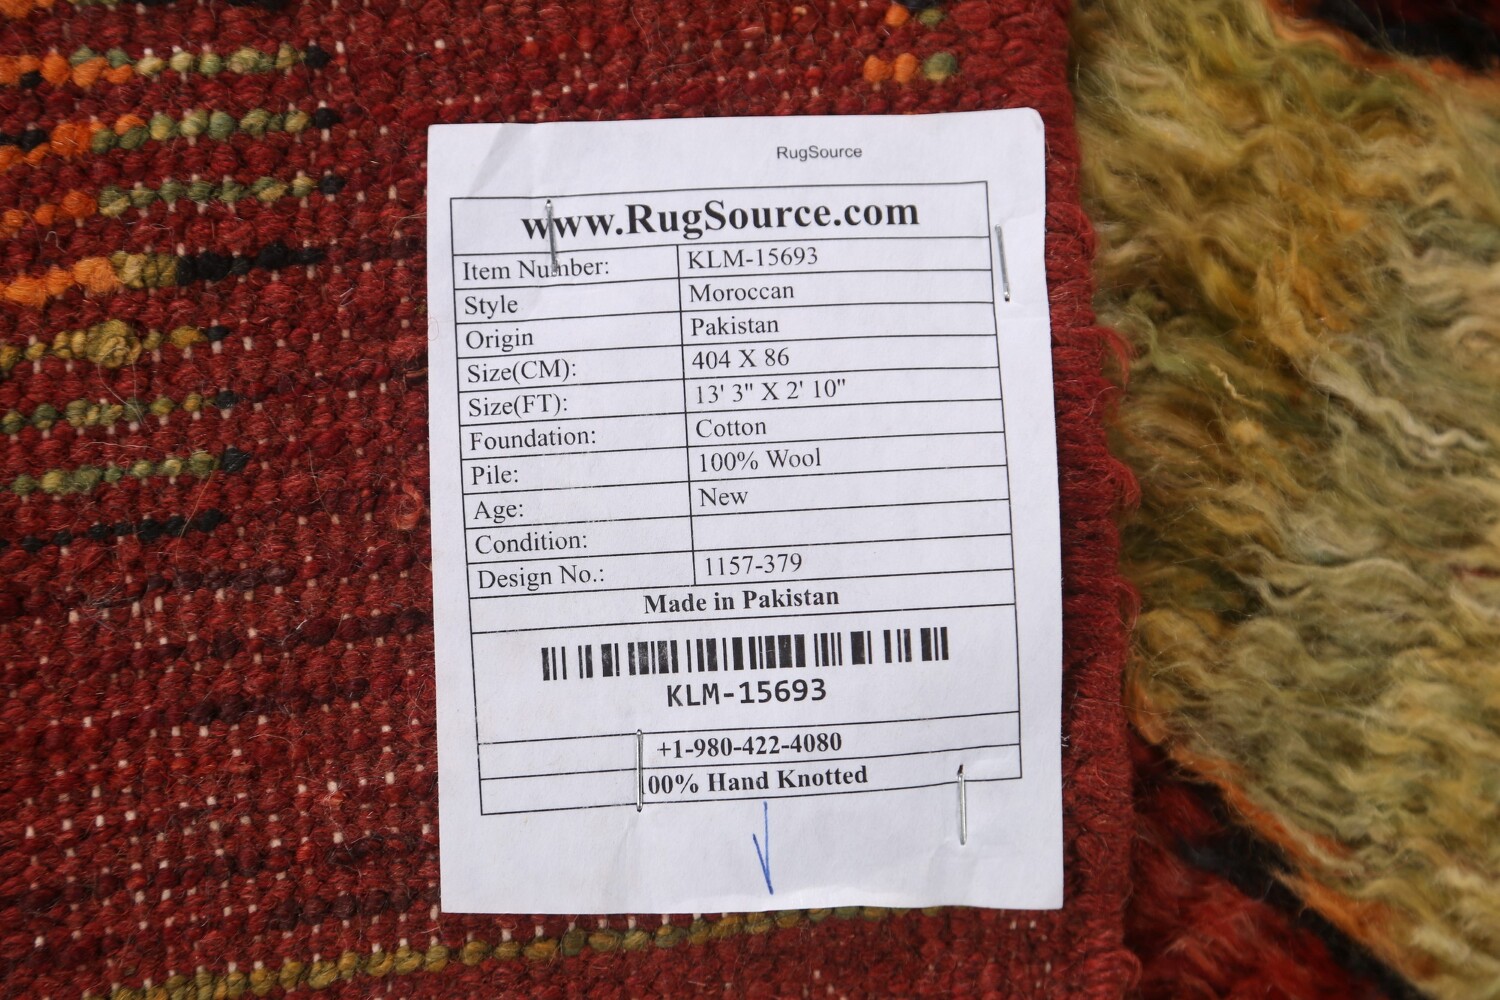 RugSource
www.RugSource.com
Item Number: KLM-15693
Style Moroccan
Origin Pakistan
Size(CM): 404 X 86
Size(FT): 13' 3" X 2' 10"
Foundation: Cotton
Pile: 100% Wool
Age: New
Condition:
Design No.: 1157-379
Made in Pakistan
KLM-15693
+1-980-422-4080
100% Hand Knotted